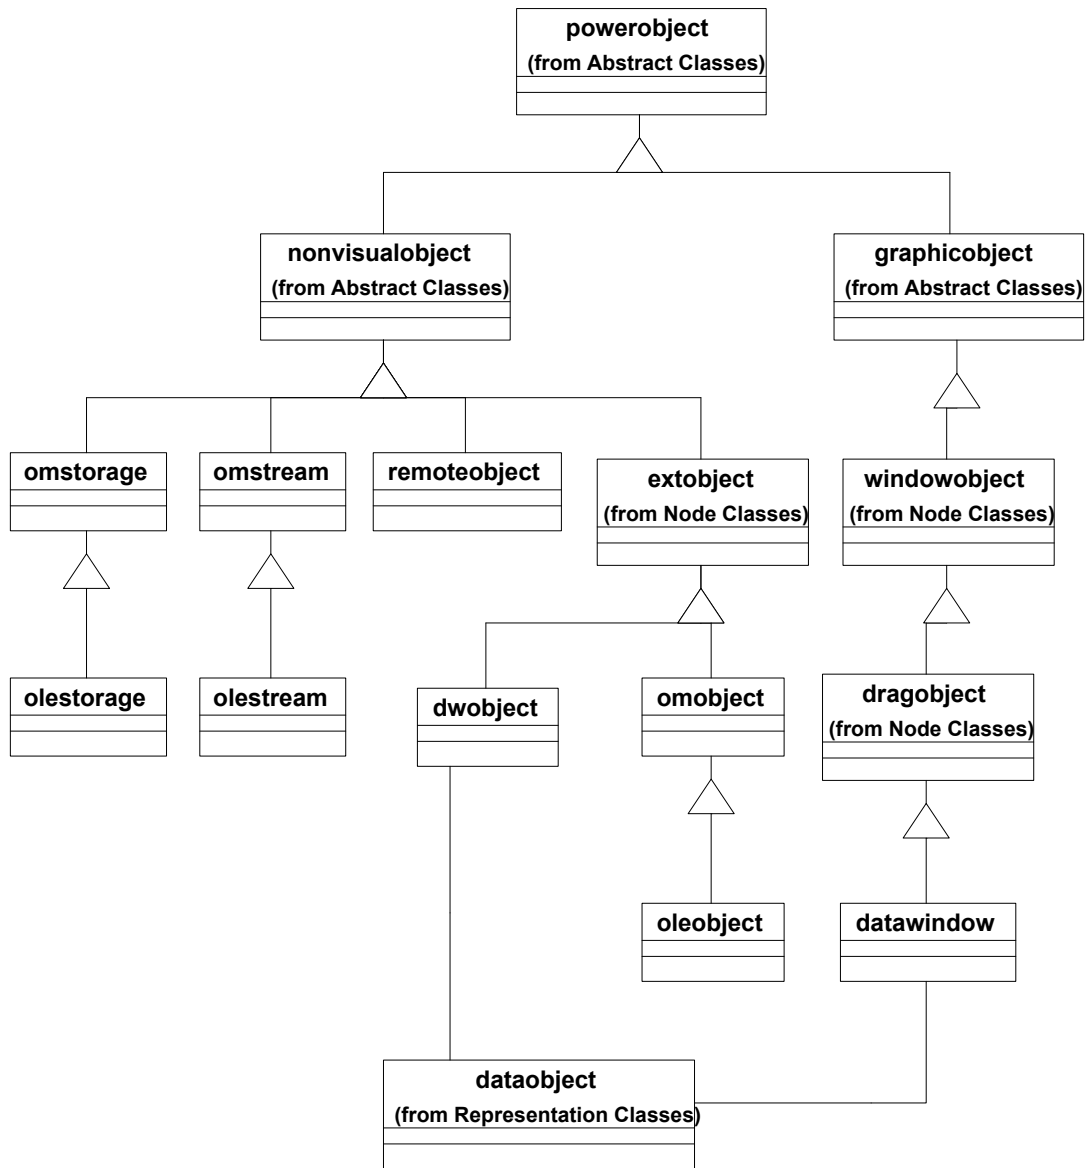 powerobject
(from Abstract Classes)
nonvisualobject
(from Abstract Classes)
graphicobject
(from Abstract Classes)
omstorage
omstream
remoteobject
extobject
(from Node Classes)
windowobject
(from Node Classes)
olestorage
olestream
dwobject
omobject
dragobject
(from Node Classes)
oleobject
datawindow
dataobject
(from Representation Classes)